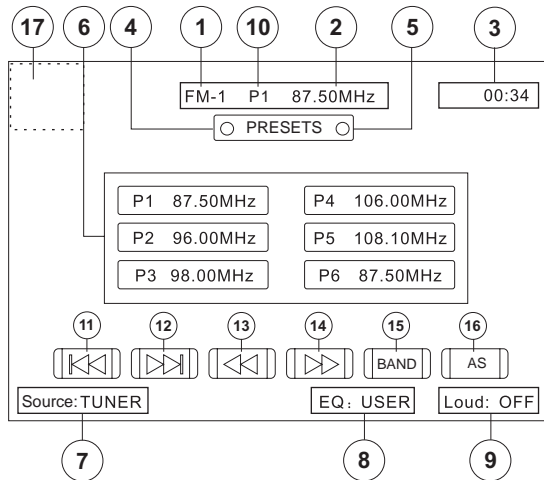 17 6 4 1 10 2 5 3
FM-1 P1 87.50MHz 00:34
PRESETS
P1 87.50MHz P4 106.00MHz
P2 96.00MHz P5 108.10MHz
P3 98.00MHz P6 87.50MHz
11 12 13 14 15 16
BAND AS
Source: TUNER EQ: USER Loud: OFF
7 8 9